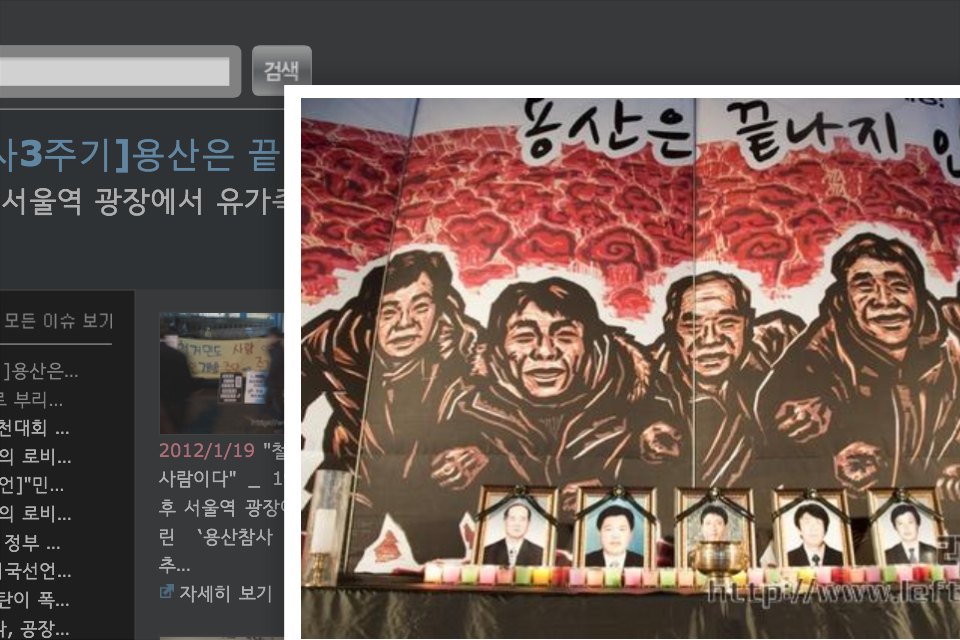 검색
사3주기]용산은 끝
서울역 광장에서 유가족
모든 이슈 보기
]용산은...
로 부리...
천대회 ...
의 로비...
언]"민...
의 로비...
정부 ...
국선언...
탄이 폭...
, 공장...
2012/1/19 "철
사람이다" _ 1
후 서울역 광장
린 '용산참사
추...
자세히 보기
용산은 끝나지
http://www.left